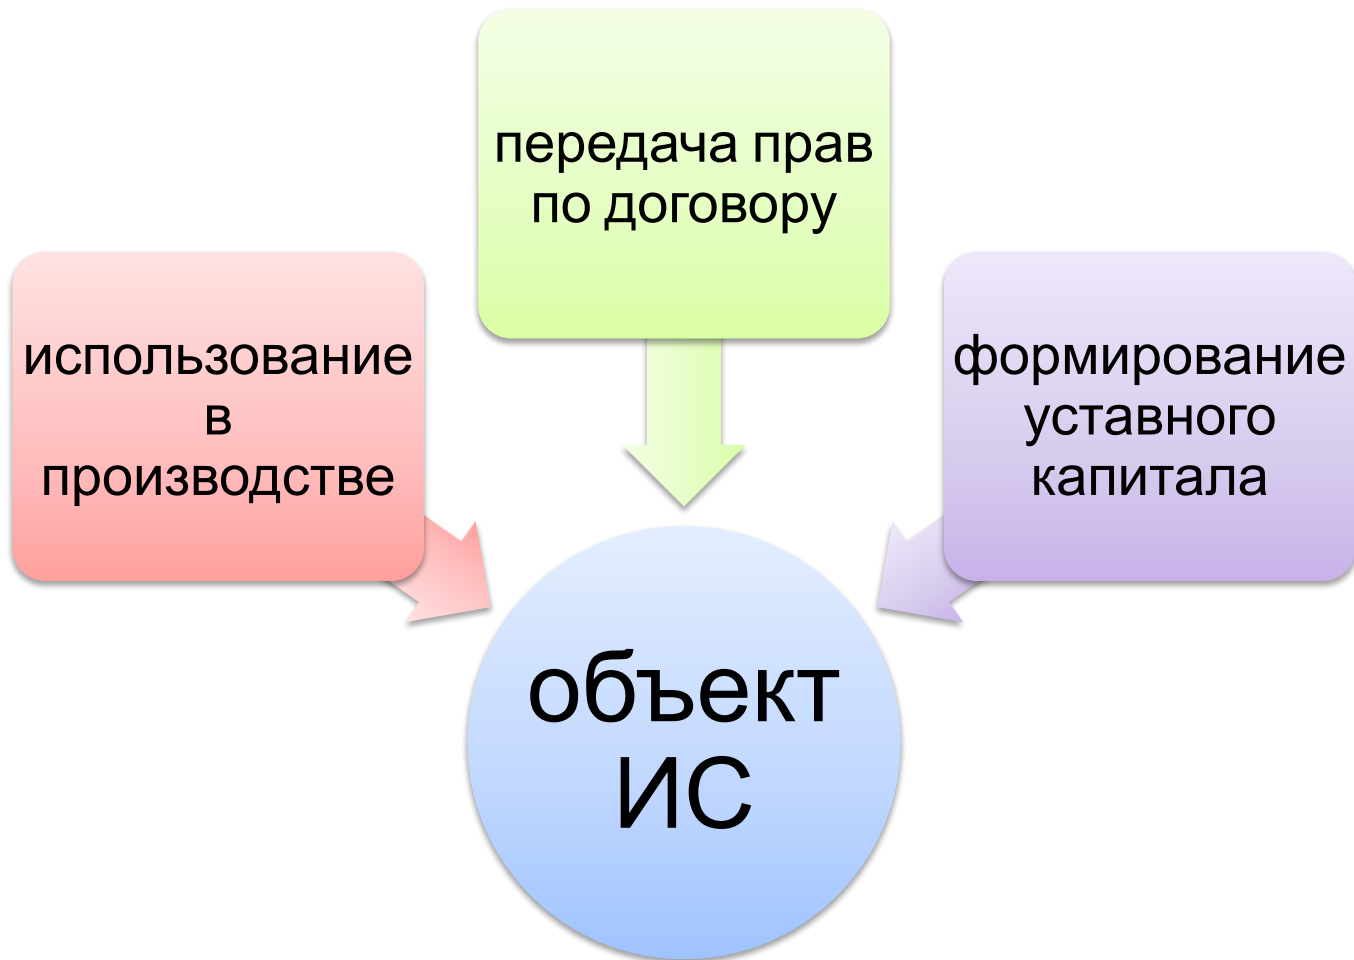 передача прав
по договору
использование
в
производстве
формирование
уставного
капитала
объект
ИС